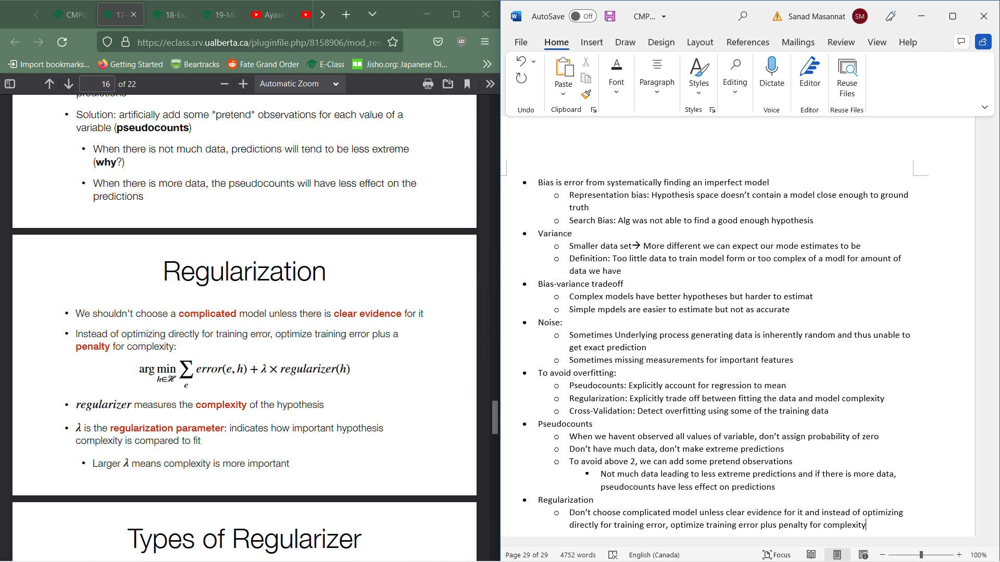 CMPU
17-
18-Exa
19-Mo
Ayase
https://eclass.srv.ualberta.ca/pluginfile.php/8158906/mod_res
Import bookmarks...
Getting Started
Beartracks
Fate Grand Order
E-Class
Jisho.org: Japanese Di...
16 of 22
Automatic Zoom
predictions
• Solution: artificially add some "pretend" observations for each value of a
variable (pseudocounts)
• When there is not much data, predictions will tend to be less extreme
(why?)
• When there is more data, the pseudocounts will have less effect on the
predictions
Regularization
• We shouldn't choose a complicated model unless there is clear evidence for it
• Instead of optimizing directly for training error, optimize training error plus a
penalty for complexity:
arg min ∑ error(e, h) + λ × regularizer(h)
h∈ℋ e
• regularizer measures the complexity of the hypothesis
• λ is the regularization parameter: indicates how important hypothesis
complexity is compared to fit
• Larger λ means complexity is more important
Types of Regularizer
AutoSave
Off
CMP...
Sanad Masannat
SM
File
Home
Insert
Draw
Design
Layout
References
Mailings
Review
View
Help
Paste
Font
Paragraph
Styles
Editing
Dictate
Editor
Reuse
Files
Undo
Clipboard
Styles
Voice
Editor
Reuse Files
• Bias is error from systematically finding an imperfect model
o Representation bias: Hypothesis space doesn’t contain a model close enough to ground
truth
o Search Bias: Alg was not able to find a good enough hypothesis
• Variance
o Smaller data set→ More different we can expect our mode estimates to be
o Definition: Too little data to train model form or too complex of a modl for amount of
data we have
• Bias-variance tradeoff
o Complex models have better hypotheses but harder to estimat
o Simple mpdels are easier to estimate but not as accurate
• Noise:
o Sometimes Underlying process generating data is inherently random and thus unable to
get exact prediction
o Sometimes missing measurements for important features
• To avoid overfitting:
o Pseudocounts: Explicitly account for regression to mean
o Regularization: Explicitly trade off between fitting the data and model complexity
o Cross-Validation: Detect overfitting using some of the training data
• Pseudocounts
o When we havent observed all values of variable, don’t assign probability of zero
o Don’t have much data, don’t make extreme predictions
o To avoid above 2, we can add some pretend observations
▪ Not much data leading to less extreme predictions and if there is more data,
pseudocounts have less effect on predictions
• Regularization
o Don’t choose complicated model unless clear evidence for it and instead of optimizing
directly for training error, optimize training error plus penalty for complexity
Page 29 of 29
4752 words
English (Canada)
Focus
100%